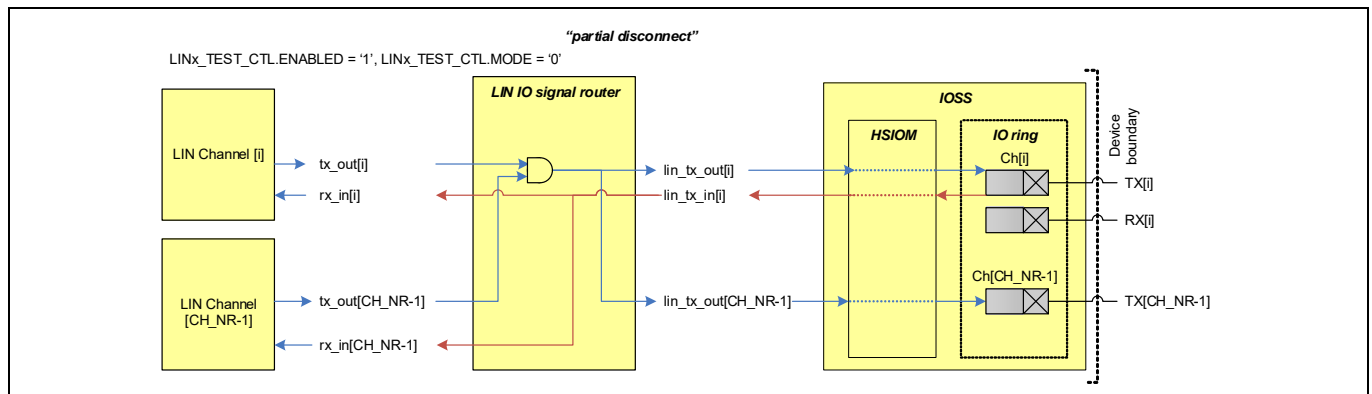 “partial disconnect”
LINx_TEST_CTL.ENABLED = ‘1’, LINx_TEST_CTL.MODE = ‘0’
LIN IO signal router
IOSS
HSIOM
IO ring
Device
boundary
LIN Channel [i]
tx_out[i]
rx_in[i]
lin_tx_out[i]
lin_tx_in[i]
Ch[i]
TX[i]
RX[i]
LIN Channel
[CH_NR-1]
tx_out[CH_NR-1]
rx_in[CH_NR-1]
lin_tx_out[CH_NR-1]
Ch[CH_NR-1]
TX[CH_NR-1]